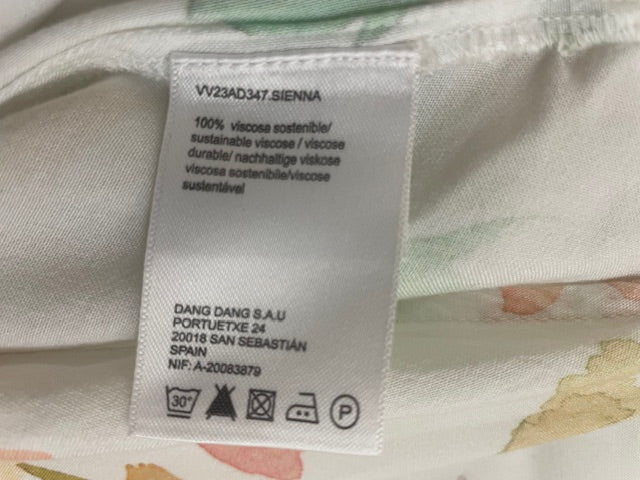 VV23AD347.SIENNA
100% viscosa sostenible/
sustainable viscose / viscose
durable/ nachhaltige viskose
viscosa sostenibile/viscose
sustentável
DANG DANG S.A.U
PORTUETXE 24
20018 SAN SEBASTIÁN
SPAIN
NIF: A-20083879
30° P